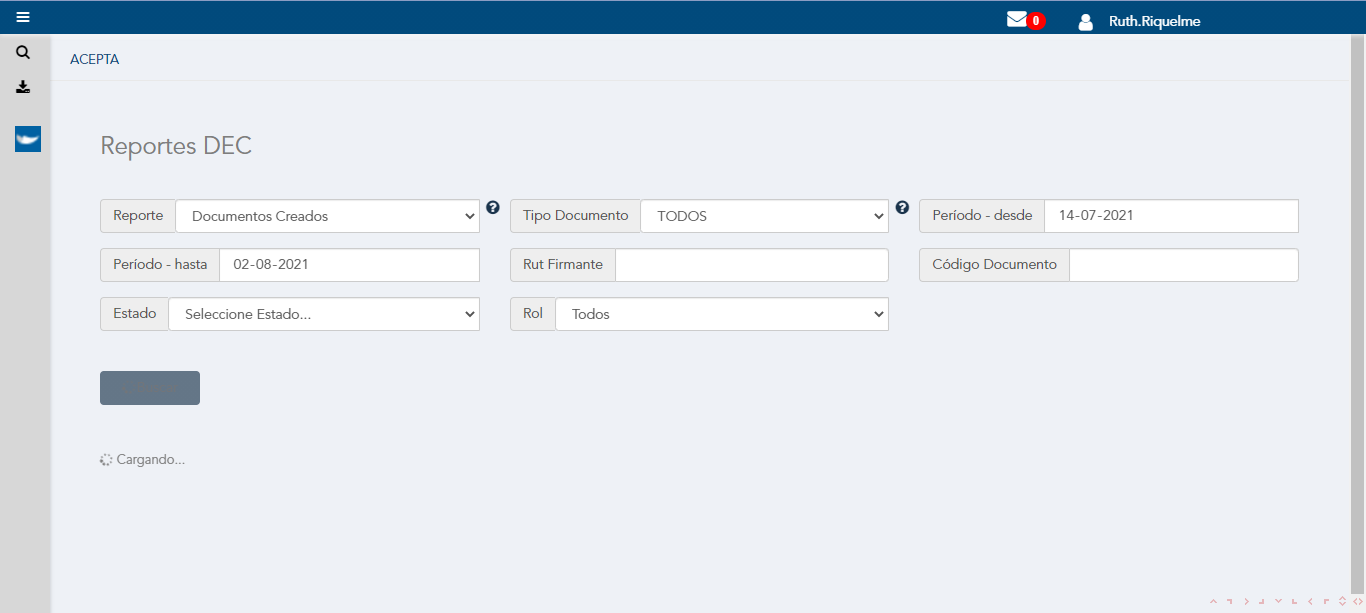 0 Ruth.Riquelme
ACEPTA
Reportes DEC
Reporte Documentos Creados ? Tipo Documento TODOS ? Período - desde 14-07-2021
Período - hasta 02-08-2021 Rut Firmante Código Documento
Estado Seleccione Estado... Rol Todos
Cargando...